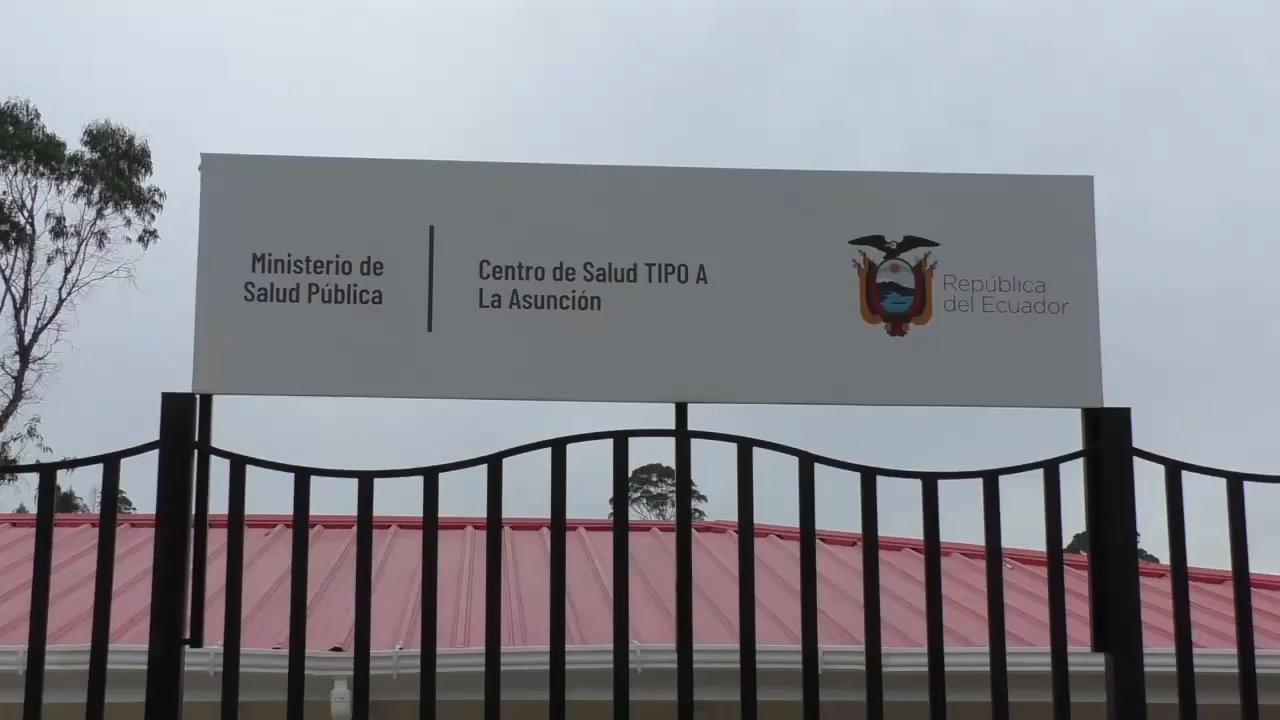 Ministerio de
Salud Pública
Centro de Salud TIPO A
La Asunción
República
del Ecuador